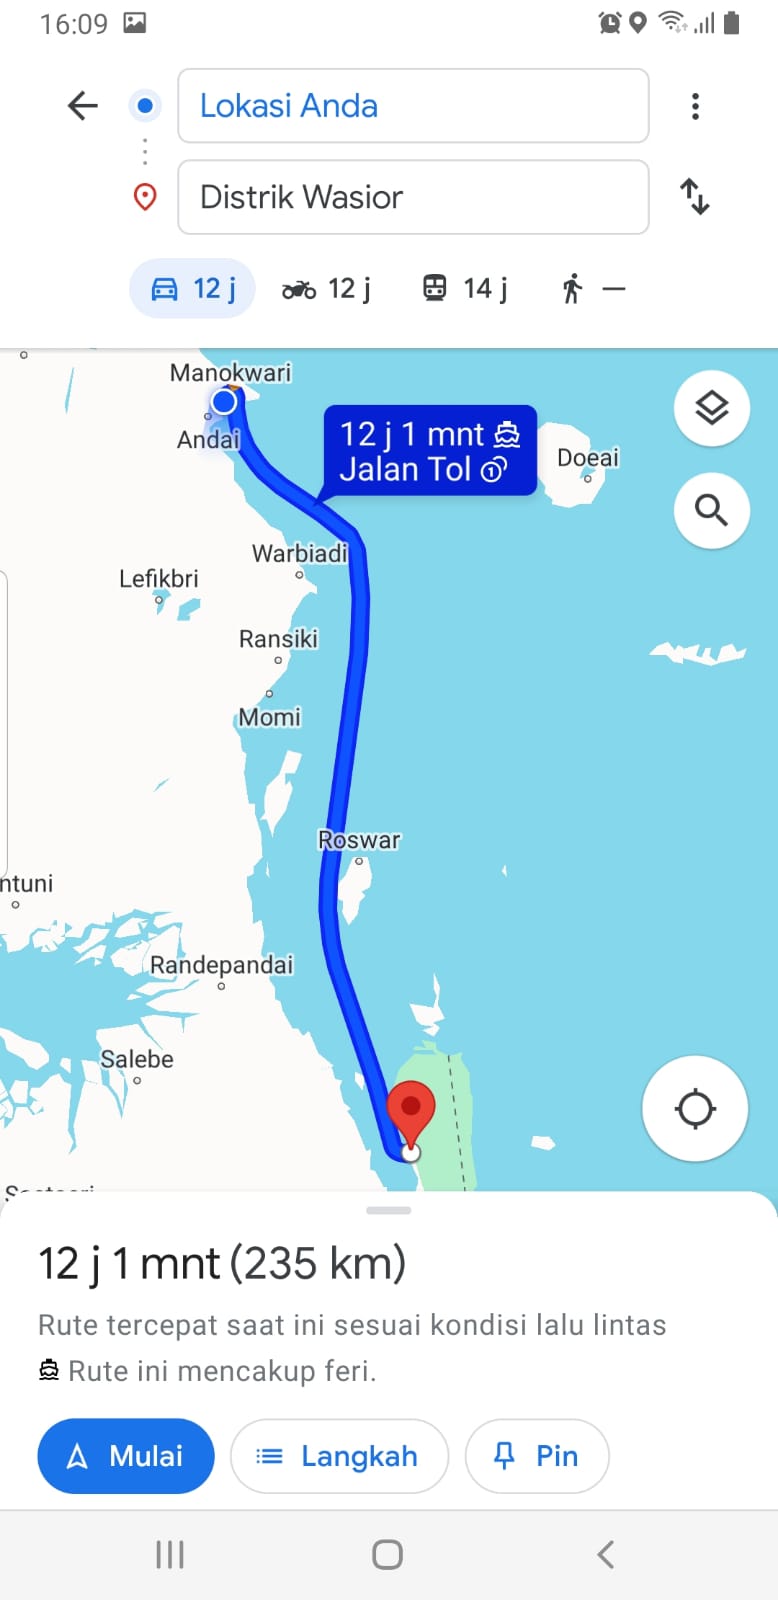 16:09
Lokasi Anda
Distrik Wasior
12 j
12 j
14 j
Manokwari
Andai
12 j 1 mnt
Jalan Tol
Doeai
Warbiadi
Lefikbri
Ransiki
Momi
Roswar
ntuni
Randepandai
Salebe
12 j 1 mnt (235 km)
Rute tercepat saat ini sesuai kondisi lalu lintas
Rute ini mencakup feri.
Mulai
Langkah
Pin